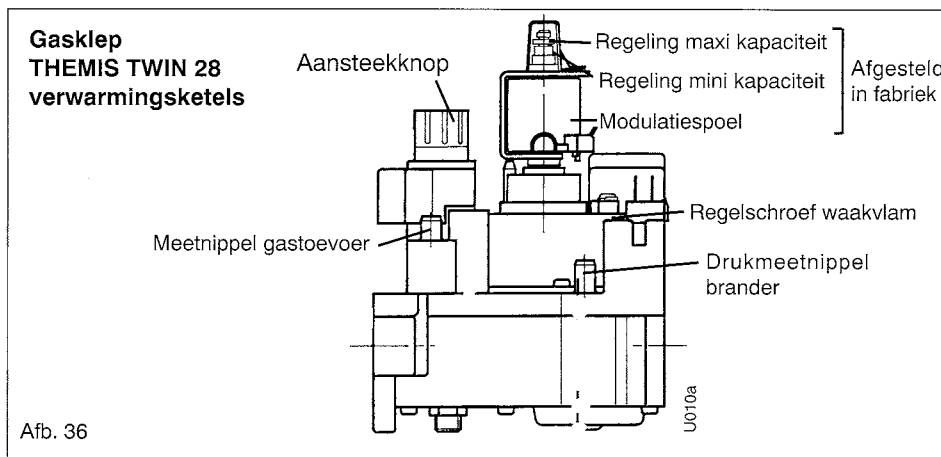 Gasklep
THEMIS TWIN 28
verwarmingsketels
Aansteekknop
Regeling maxi kapaciteit
Regeling mini kapaciteit
Afgesteld
in fabriek
Modulatiespoel
Meetnippel gastoevoer
Regelschroef waakvlam
Drukmeetnippel
brander
U010a
Afb. 36